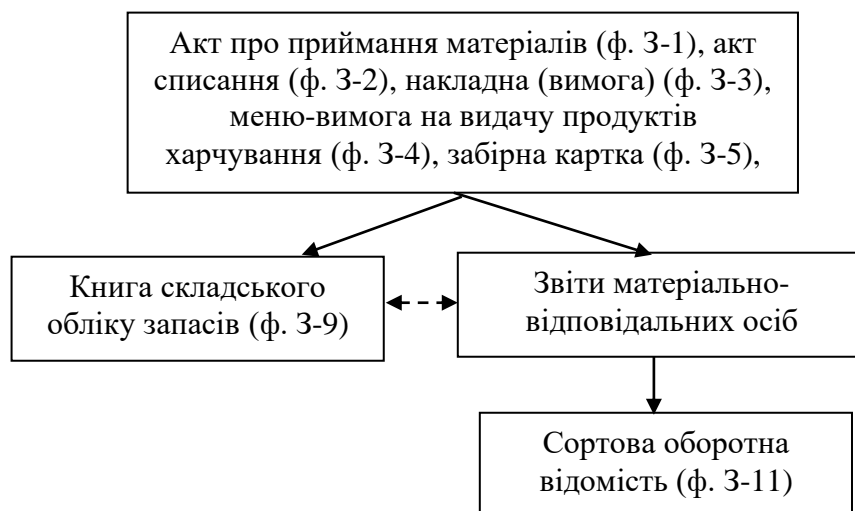 Акт про приймання матеріалів (ф. З-1), акт
списання (ф. З-2), накладна (вимога) (ф. З-3),
меню-вимога на видачу продуктів
харчування (ф. З-4), забірна картка (ф. З-5),
Книга складського
обліку запасів (ф. З-9)
Звіти матеріально-
відповідальних осіб
Сортова оборотна
відомість (ф. З-11)